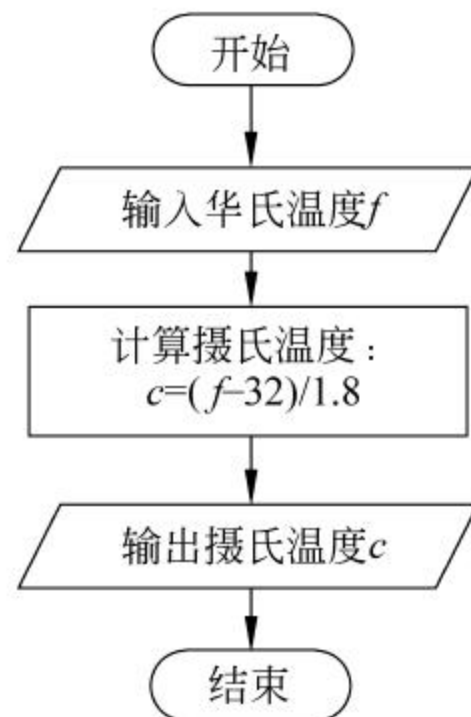 开始
输入华氏温度f
计算摄氏温度：
c=(f–32)/1.8
输出摄氏温度c
结束